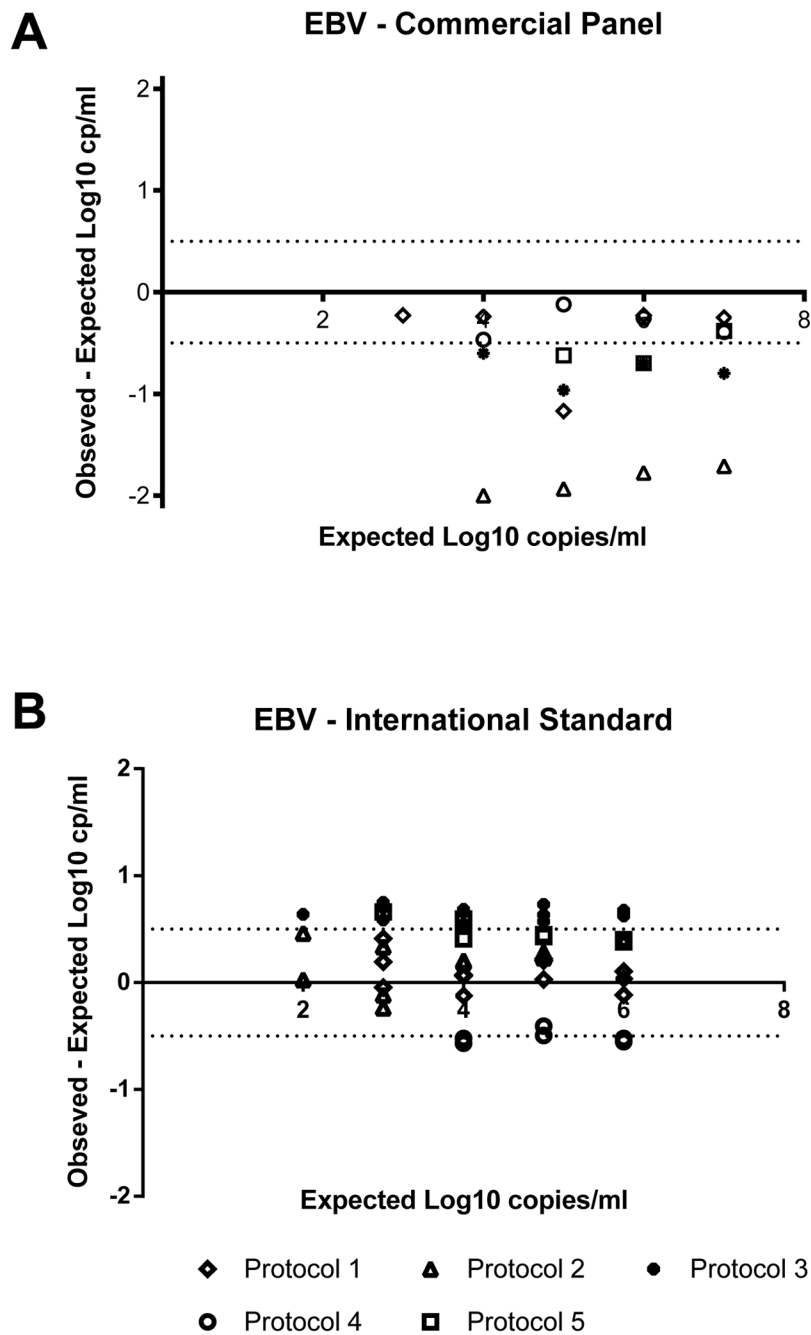 A
EBV - Commercial Panel
Obseved - Expected Log10 cp/ml
2
1
0
-1
-2
2
4
6
8
Expected Log10 copies/ml
B
EBV - International Standard
Obseved - Expected Log10 cp/ml
2
1
0
-1
-2
2
4
6
8
Expected Log10 copies/ml
Protocol 1
Protocol 2
Protocol 3
Protocol 4
Protocol 5